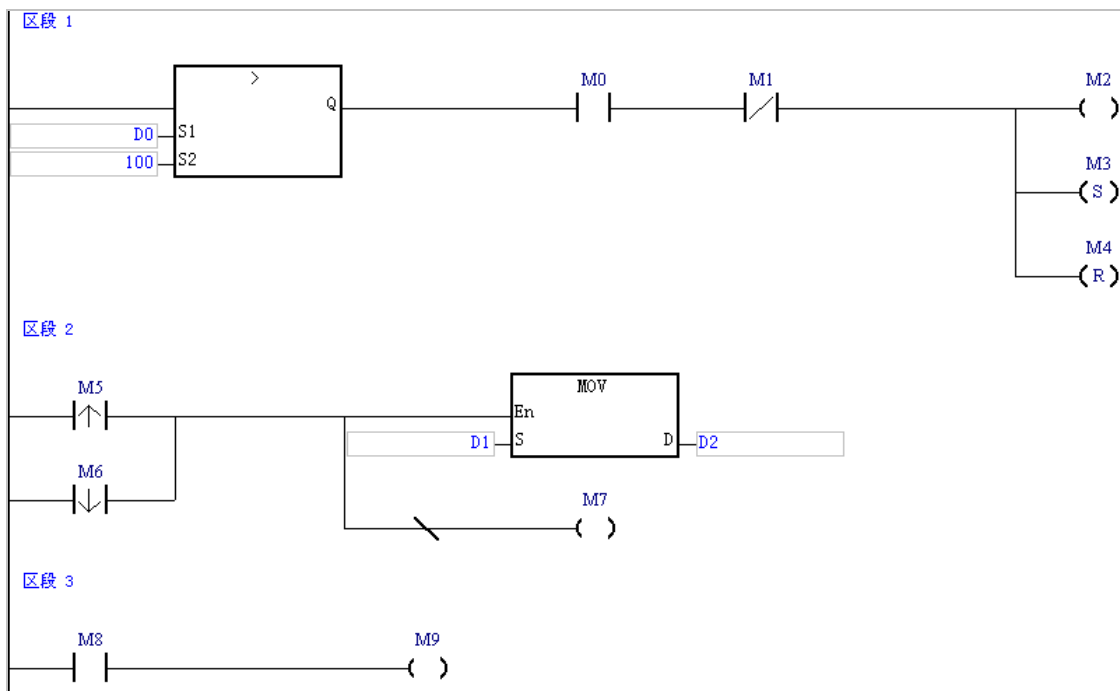 区段 1
>
M0 M1 M2
Q
D0 S1
100 S2
M3
S
M4
R
区段 2
M5 MOV
En
D1 S D D2
M6
M7
区段 3
M8 M9